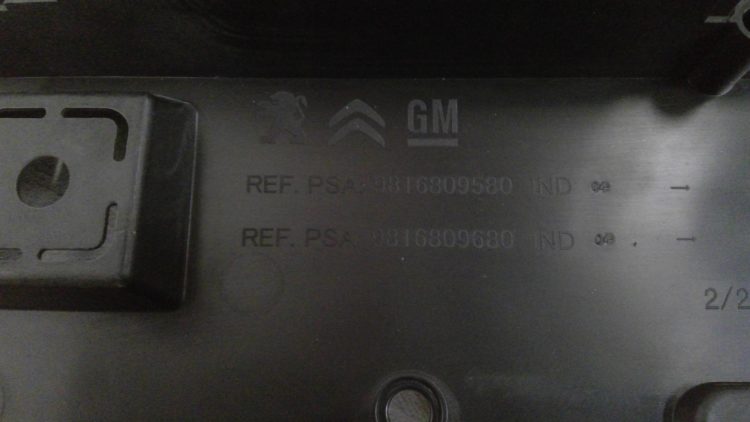 GM
REF. PSA 9816809580 IND
REF. PSA 9816809680 IND
2/2